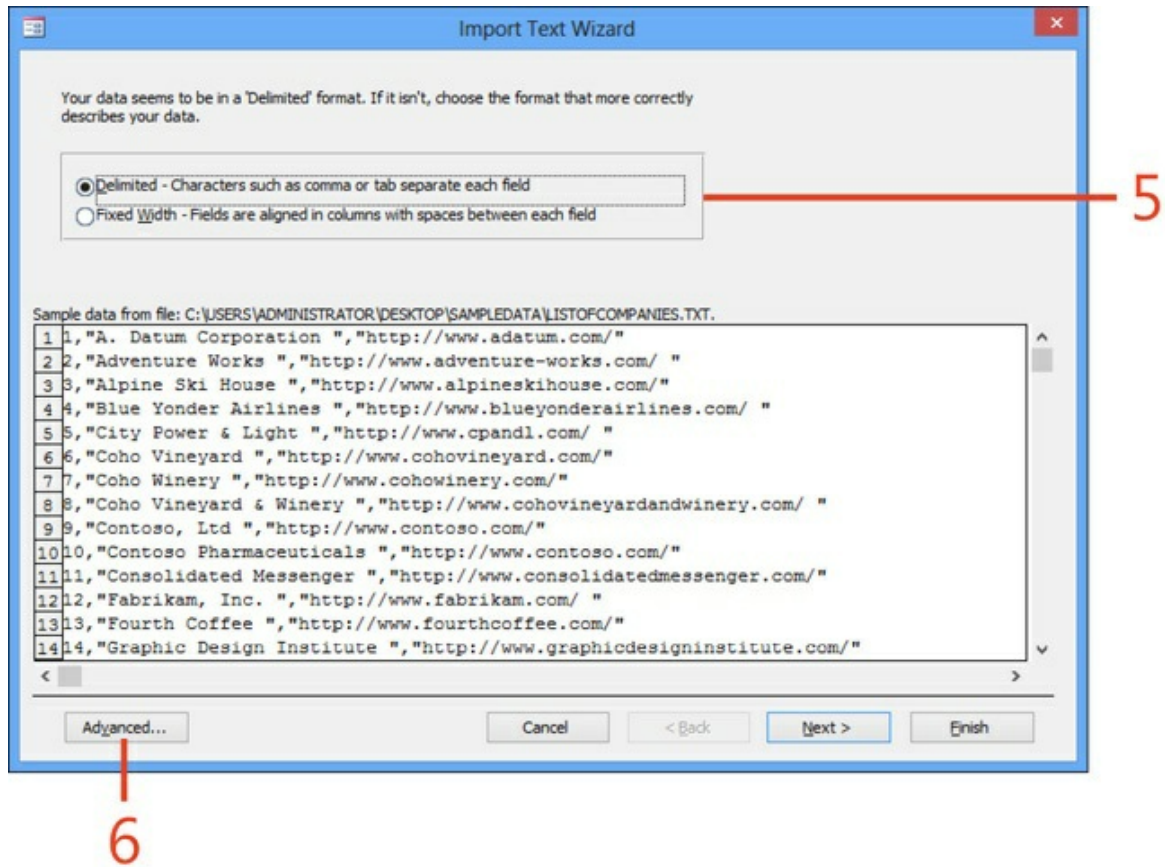 Import Text Wizard
Your data seems to be in a 'Delimited' format. If it isn't, choose the format that more correctly
describes your data.
Delimited - Characters such as comma or tab separate each field
5
Fixed Width - Fields are aligned in columns with spaces between each field
Sample data from file: C:\USERS\ADMINISTRATOR\DESKTOP\SAMPLEDATA\LISTOFCOMPANIES.TXT.
1 1,"A. Datum Corporation ","http://www.adatum.com/"
2 2,"Adventure Works ","http://www.adventure-works.com/ "
3 3,"Alpine Ski House ","http://www.alpineskihouse.com/"
4 4,"Blue Yonder Airlines ","http://www.blueyonderairlines.com/ "
5 5,"City Power & Light ","http://www.cpandl.com/ "
6 6,"Coho Vineyard ","http://www.cohovineyard.com/"
7 7,"Coho Winery ","http://www.cohowinery.com/"
8 8,"Coho Vineyard & Winery ","http://www.cohovineyardandwinery.com/ "
9 9,"Contoso, Ltd ","http://www.contoso.com/"
10 10,"Contoso Pharmaceuticals ","http://www.contoso.com/"
11 11,"Consolidated Messenger ","http://www.consolidatedmessenger.com/"
12 12,"Fabrikam, Inc. ","http://www.fabrikam.com/ "
13 13,"Fourth Coffee ","http://www.fourthcoffee.com/"
14 14,"Graphic Design Institute ","http://www.graphicdesigninstitute.com/"
Advanced... Cancel < Back Next > Finish
6